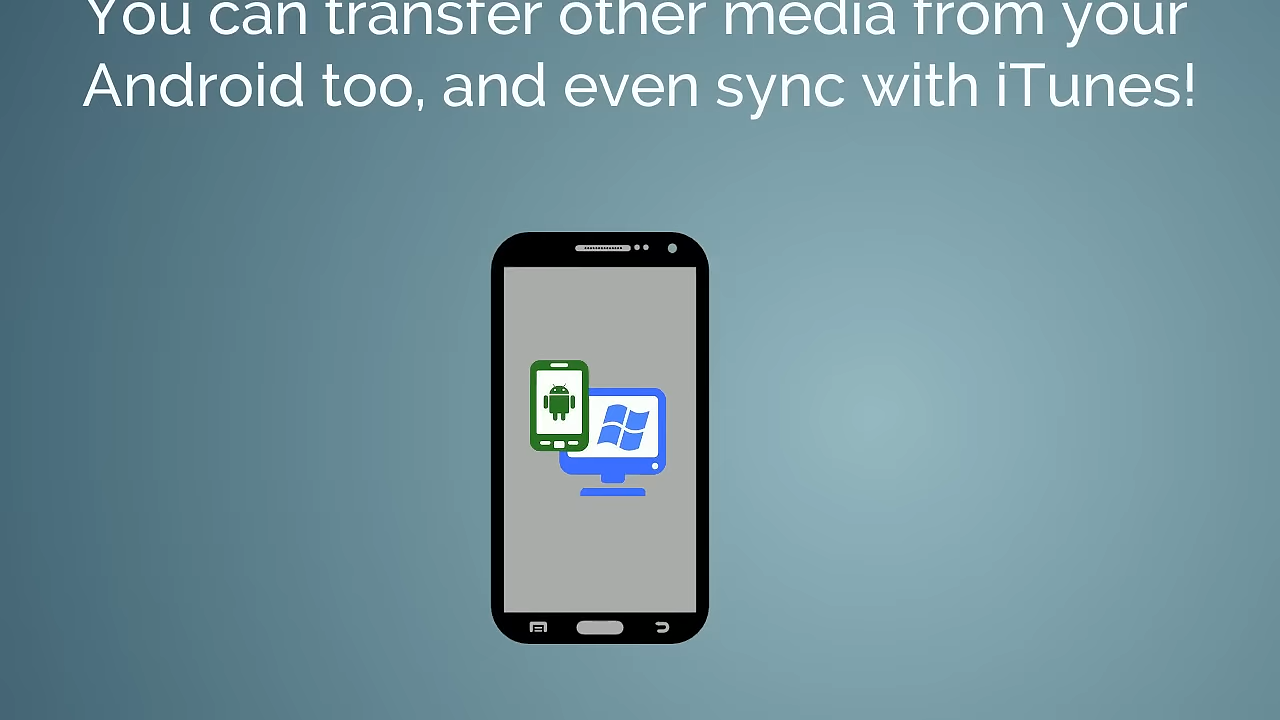 You can transfer other media from your
Android too, and even sync with iTunes!